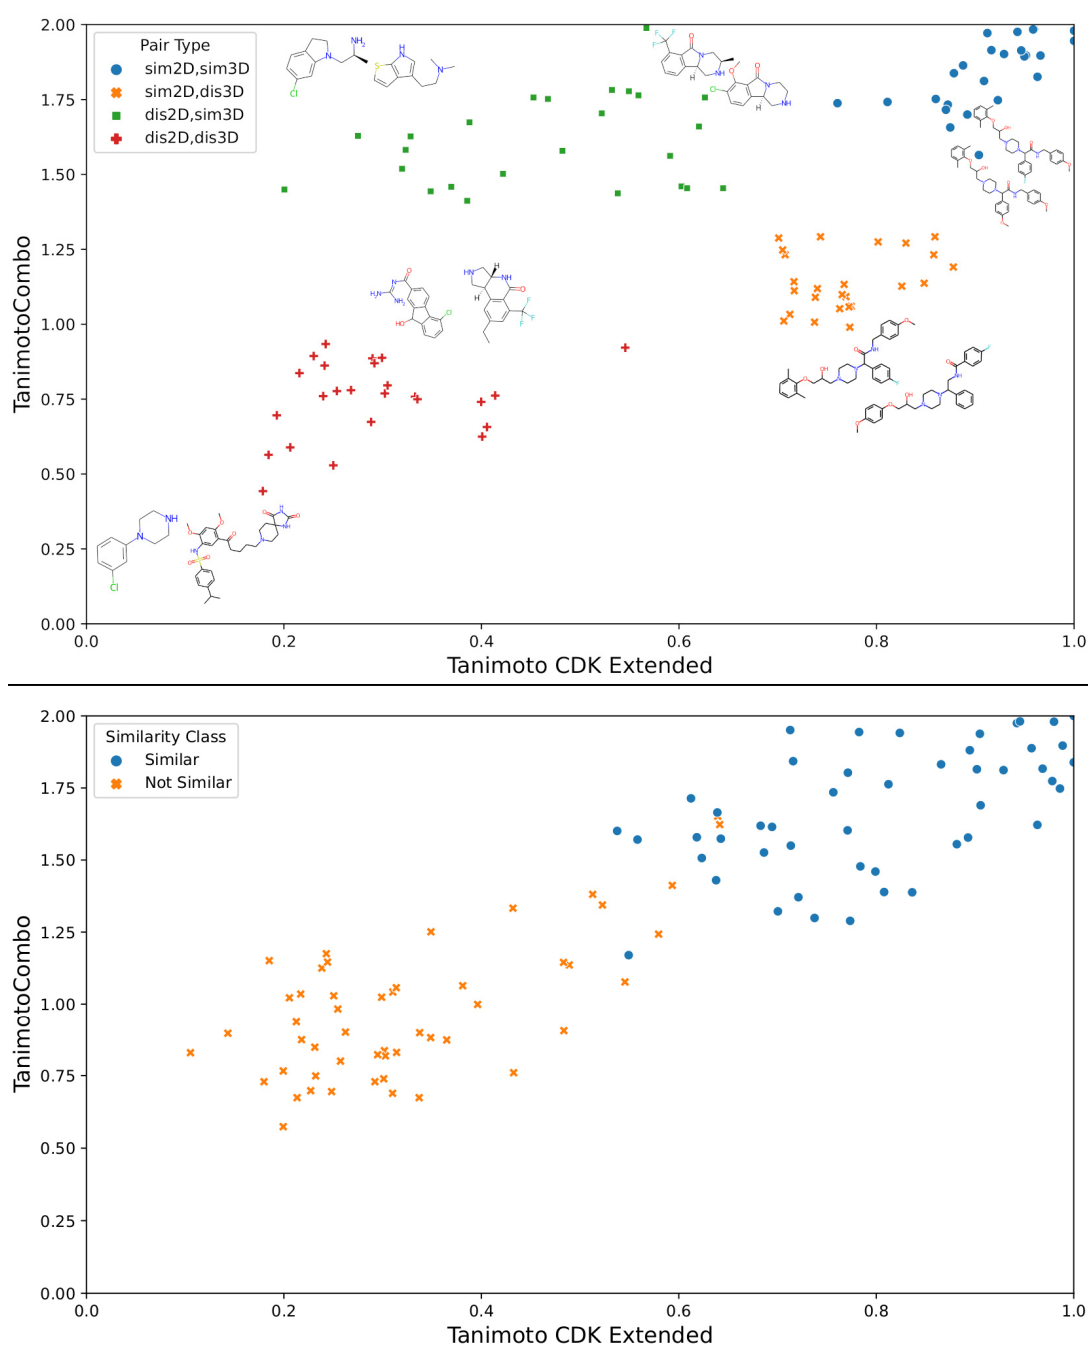 2.00
1.75
1.50
1.25
1.00
0.75
0.50
0.25
0.00
TanimotoCombo
Pair Type
sim2D,sim3D
sim2D,dis3D
dis2D,sim3D
dis2D,dis3D
0.0 0.2 0.4 0.6 0.8 1.0
Tanimoto CDK Extended
2.00
1.75
1.50
1.25
1.00
0.75
0.50
0.25
0.00
TanimotoCombo
Similarity Class
Similar
Not Similar
0.0 0.2 0.4 0.6 0.8 1.0
Tanimoto CDK Extended